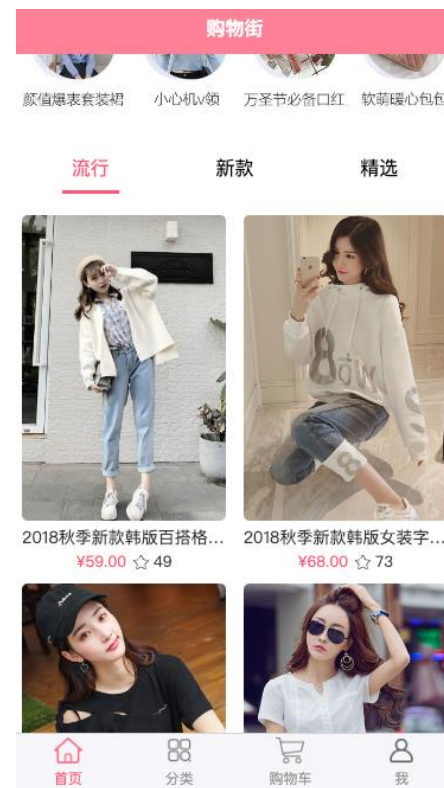 购物街
颜值爆表套装裙 小心机v领 万圣节必备口红 软萌暖心包包
流行 新款 精选
2018秋季新款韩版百搭格... 2018秋季新款韩版女装字...
¥59.00 49 ¥68.00 73
首页 分类 购物车 我